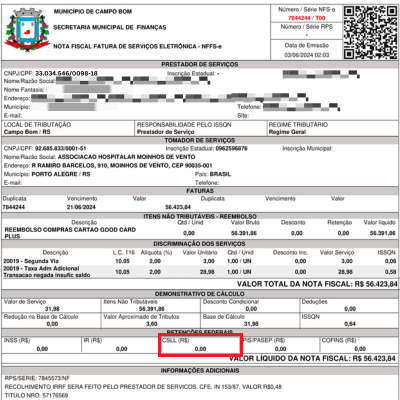 MUNICÍPIO DE CAMPO BOM
SECRETARIA MUNICIPAL DE FINANÇAS
NOTA FISCAL FATURA DE SERVIÇOS ELETRÔNICA - NFFS-e
Número / Série NFS-e
7844244 / T00
Número / Série RPS
-
Data de Emissão
03/06/2024 02:03
PRESTADOR DE SERVIÇOS
CNPJ/CPF: 33.034.546/0098-18 Inscrição Estadual: -
Nome/Razão Social:
Nome Fantasia:
Endereço:
Município: Telefone:
E-mail: Site:
LOCAL DE TRIBUTAÇÃO RESPONSABILIDADE PELO ISSQN REGIME TRIBUTÁRIO
Campo Bom / RS Prestador de Serviço Regime Geral
TOMADOR DE SERVIÇOS
CNPJ/CPF: 92.685.833/0001-51 Inscrição Estadual: 0962596876 Inscrição Municipal:
Nome/Razão Social: ASSOCIACAO HOSPITALAR MOINHOS DE VENTO
Endereço: R RAMIRO BARCELOS, 910, MOINHOS DE VENTO, CEP 90035-001
Município: PORTO ALEGRE / RS País: BRASIL
E-mail: Telefone:
FATURAS
Duplicata Vencimento Valor Duplicata Vencimento Valor
7844244 21/06/2024 56.423,84
ITENS NÃO TRIBUTÁVEIS - REEMBOLSO
Descrição Qtd / Unid Valor Bruto Desconto Retenção Valor líquido
REEMBOLSO COMPRAS CARTAO GOOD CARD PLUS 0,00 56.391,86 0,00 0,00 56.391,86
DISCRIMINAÇÃO DOS SERVIÇOS
Descrição L.C. 116 Alíquota (%) Valor Unitário Qtd / Unit Desconto Inc. Valor Serviço ISSQN
20019 - Segunda Via 10.05 2,00 3,00 1,00 / UN 0,00 3,00 0,06
20019 - Taxa Adm Adicional Transacao negada insufic saldo 10.05 2,00 28,98 1,00 / UN 0,00 28,98 0,58
VALOR TOTAL DA NOTA FISCAL: R$ 56.423,84
DEMONSTRATIVO DE CÁLCULO
Valor de Serviço Itens Não Tributáveis Desconto Condicional Deduções
31,98 56.391,86 0,00 0,00
Redução na Base de Cálculo Valor Aproximado de Tributos Base de Cálculo ISSQN
0,00 3,60 31,98 0,64
RETENÇÕES FEDERAIS
INSS (R$) IR (R$) CSLL (R$) PIS/PASEP (R$) COFINS (R$)
0,00 0,00 0,00 0,00 0,00
VALOR LÍQUIDO DA NOTA FISCAL: R$ 56.423,84
INFORMAÇÕES ADICIONAIS
RPS/SERIE: 7845573/NF
RECOLHIMENTO IRRF SERA FEITO PELO PRESTADOR DE SERVICOS, CFE. IN 153/87, VALOR R$0,48
TITULO NRO. 57176569